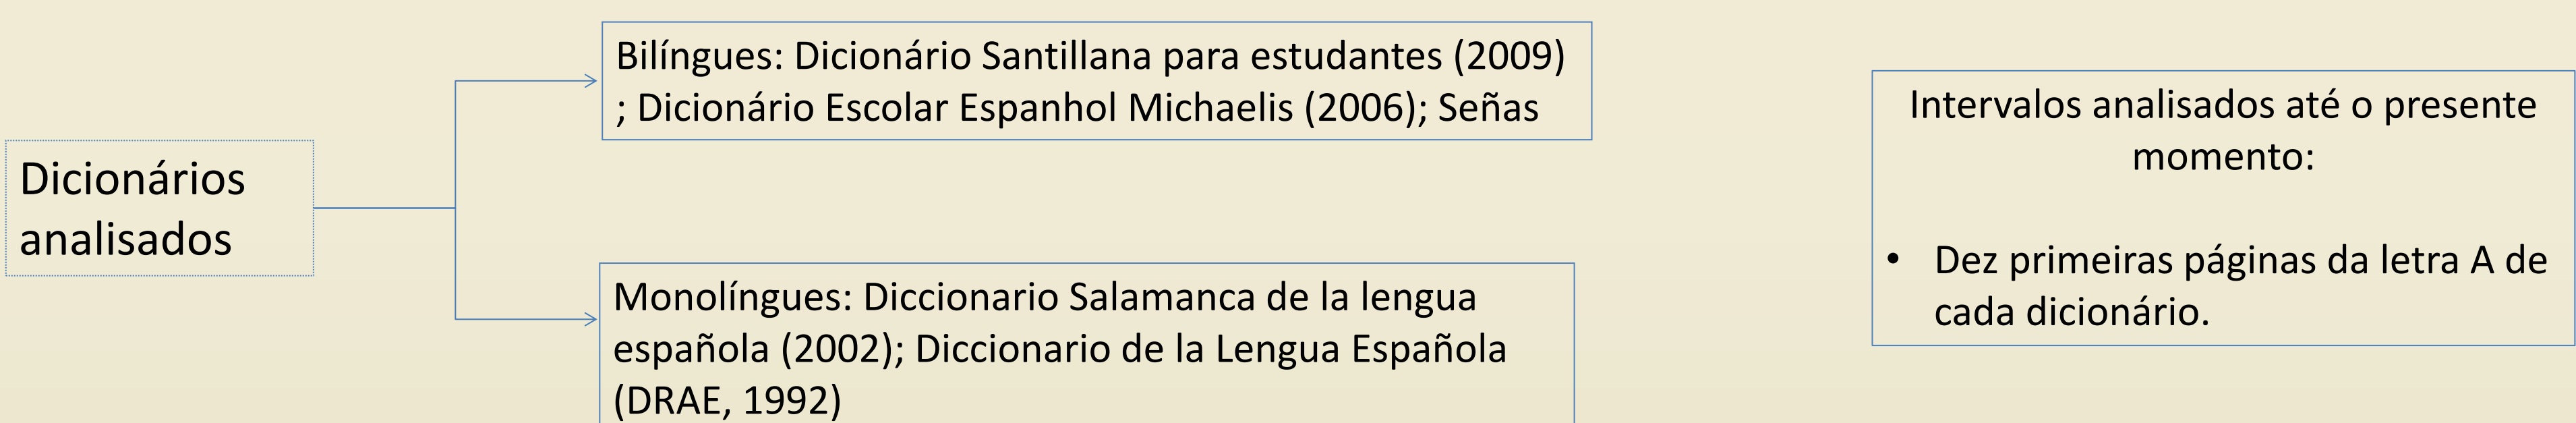 Dicionários
analisados
Bilíngues: Dicionário Santillana para estudantes (2009)
; Dicionário Escolar Espanhol Michaelis (2006); Señas
Monolíngues: Diccionario Salamanca de la lengua
española (2002); Diccionario de la Lengua Española
(DRAE, 1992)
Intervalos analisados até o presente
momento:
• Dez primeiras páginas da letra A de
cada dicionário.